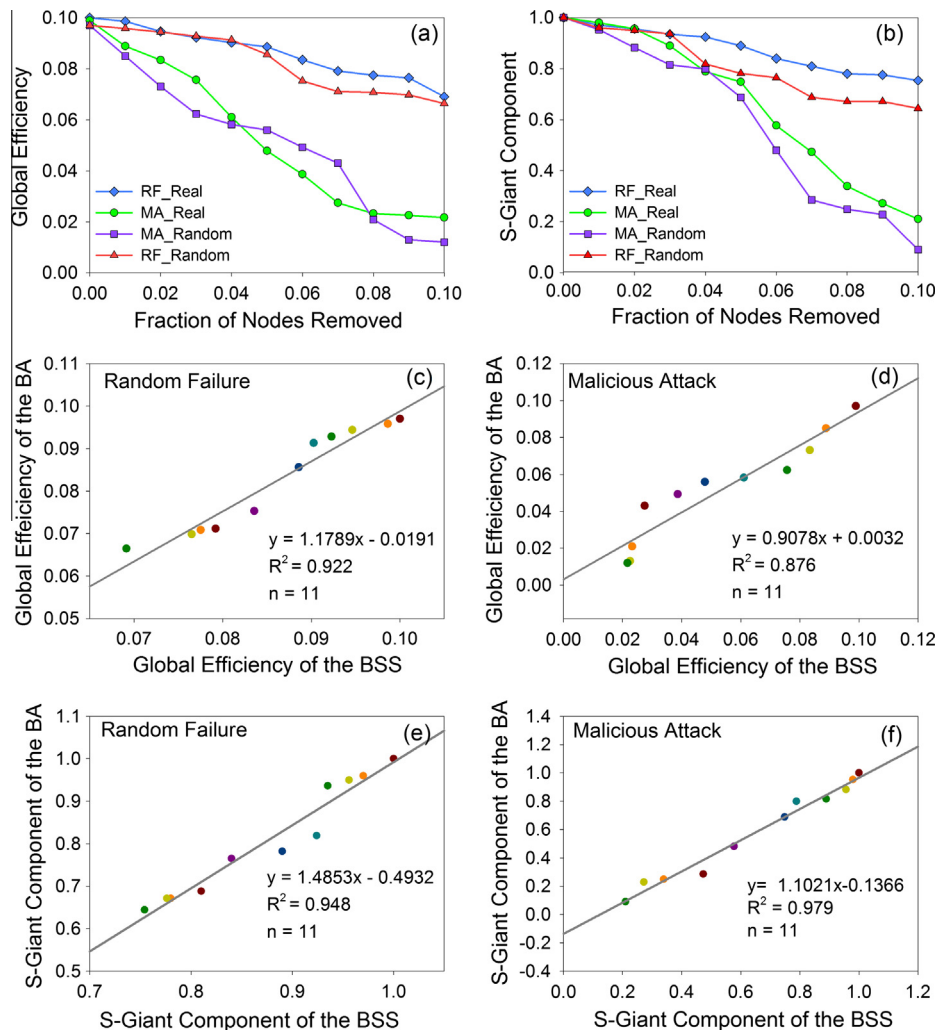 (a)
Global Efficiency
0.10
0.08
0.06
0.04
0.02
0.00
RF_Real
MA_Real
MA_Random
RF_Random
0.00 0.02 0.04 0.06 0.08 0.10
Fraction of Nodes Removed
(b)
S-Giant Component
1.0
0.8
0.6
0.4
0.2
0.0
RF_Real
MA_Real
MA_Random
RF_Random
0.00 0.02 0.04 0.06 0.08 0.10
Fraction of Nodes Removed
Random Failure
(c)
Global Effeiciency of the BA
0.11
0.10
0.09
0.08
0.07
0.06
0.05
y = 1.1789x - 0.0191
R2 = 0.922
n = 11
0.07 0.08 0.09 0.10
Global Efficiency of the BSS
Malicious Attack
(d)
Global Effeiciency of the BA
0.12
0.10
0.08
0.06
0.04
0.02
0.00
y = 0.9078x + 0.0032
R2 = 0.876
n = 11
0.00 0.02 0.04 0.06 0.08 0.10 0.12
Global Efficiency of the BSS
Random Failure
(e)
S-Giant Component of the BA
1.1
1.0
0.9
0.8
0.7
0.6
0.5
y = 1.4853x - 0.4932
R2 = 0.948
n = 11
0.7 0.8 0.9 1.0
S-Giant Component of the BSS
Malicious Attack
(f)
S-Giant Component of the BA
1.4
1.2
1.0
0.8
0.6
0.4
0.2
0.0
-0.2
-0.4
y= 1.1021x-0.1366
R2 = 0.979
n = 11
0.0 0.2 0.4 0.6 0.8 1.0 1.2
S-Giant Component of the BSS